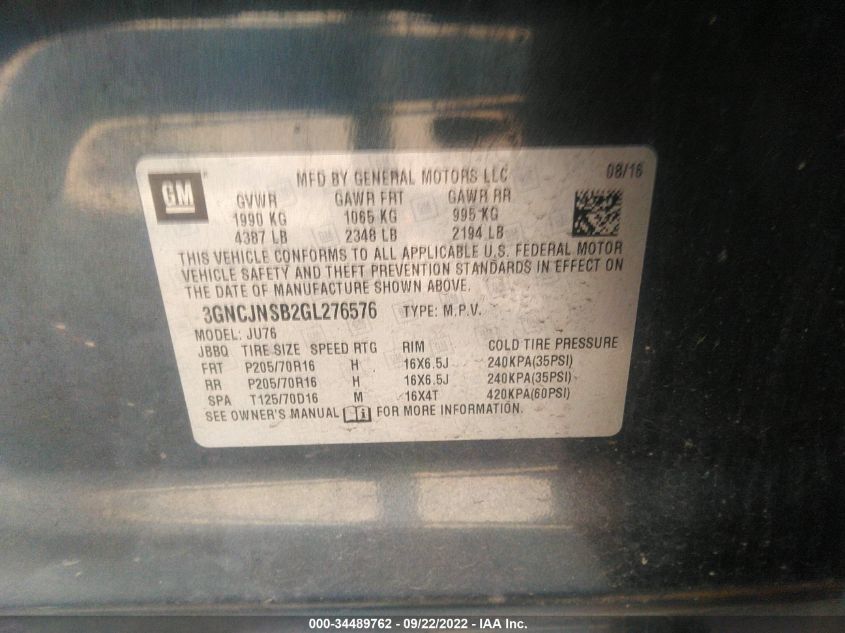 MFD BY GENERAL MOTORS LLC 08/16
GM
GVWR GAWR FRT GAWR RR
1990 KG 1065 KG 995 KG
4387 LB 2348 LB 2194 LB
THIS VEHICLE CONFORMS TO ALL APPLICABLE U.S. FEDERAL MOTOR
VEHICLE SAFETY AND THEFT PREVENTION STANDARDS IN EFFECT ON
THE DATE OF MANUFACTURE SHOWN ABOVE.
3GNCJNSB2GL276576 TYPE: M.P.V.
MODEL: JU76
JBBQ TIRE SIZE SPEED RTG RIM COLD TIRE PRESSURE
FRT P205/70R16 H 16X6.5J 240KPA(35PSI)
RR P205/70R16 H 16X6.5J 240KPA(35PSI)
SPA T125/70D16 M 16X4T 420KPA(60PSI)
SEE OWNER'S MANUAL FOR MORE INFORMATION.
000-34489762 - 09/22/2022 - IAA Inc.